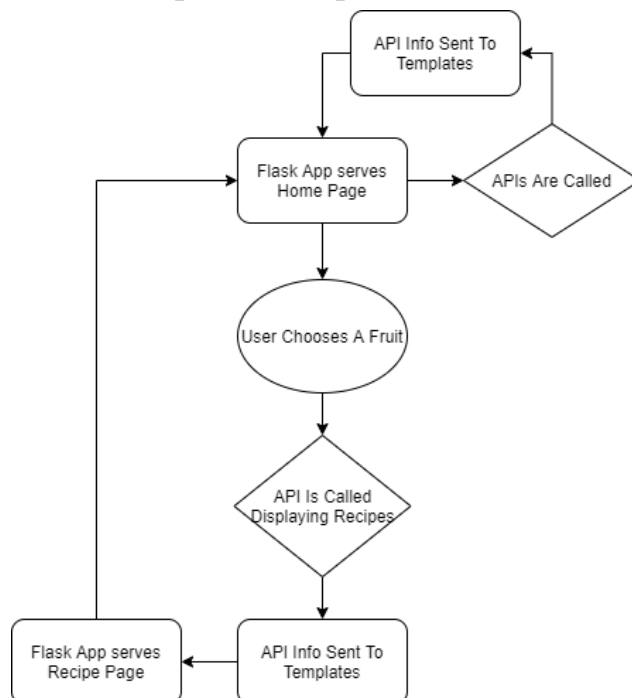 API Info Sent To
Templates
Flask App serves
Home Page
APIs Are Called
User Chooses A Fruit
API Is Called
Displaying Recipes
Flask App serves
Recipe Page
API Info Sent To
Templates